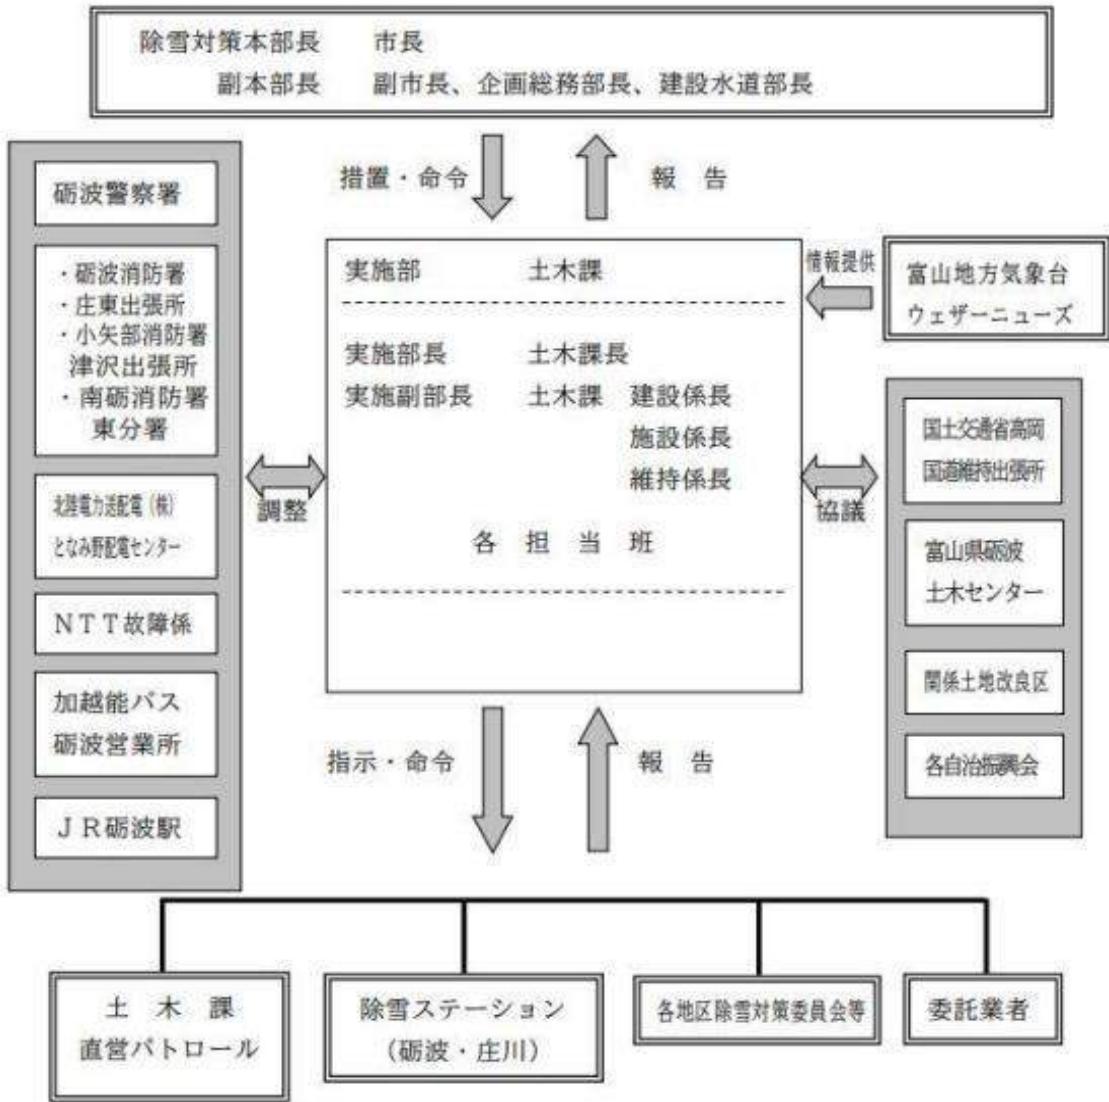 除雪対策本部長 市長
副本部長 副市長、企画総務部長、建設水道部長
措置・命令
報 告
砺波警察署
・砺波消防署
・庄東出張所
・小矢部消防署
津沢出張所
・南砺消防署
東分署
北陸電力送配電（株）
となみ野配電センター
NTT故障係
加越能バス
砺波営業所
JR砺波駅
調整
実施部 土木課
実施部長 土木課長
実施副部長 土木課 建設係長
施設係長
維持係長
各 担 当 班
情報提供
富山地方気象台
ウェザーニューズ
協議
国土交通省高岡
国道維持出張所
富山県砺波
土木センター
関係土地改良区
各自治振興会
指示・命令
報 告
土 木 課
直営パトロール
除雪ステーション
（砺波・庄川）
各地区除雪対策委員会等
委託業者